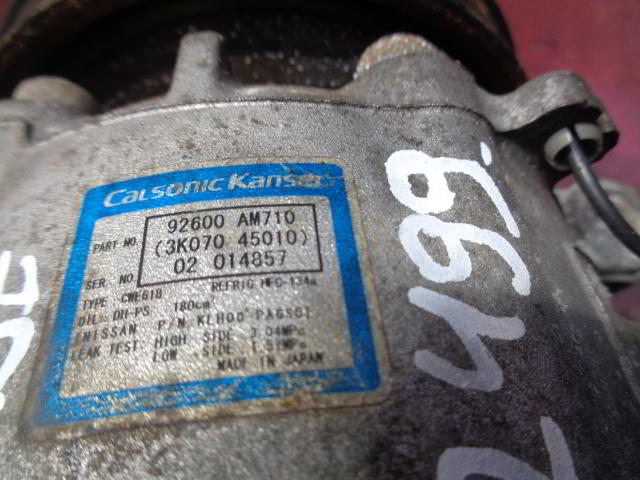 Calsonic Kansei
PART NO. 92600 AM710
(3K070 45010)
SER. NO 02 014857
TYPE CWE618 REFRIG HFC-134a
OIL: DH-PS 180cm³
(NISSAN P/N KLH00 PAGS01
LEAK TEST: HIGH SIDE 3.04MPa
LOW SIDE 1.51MPa
MADE IN JAPAN
2499.